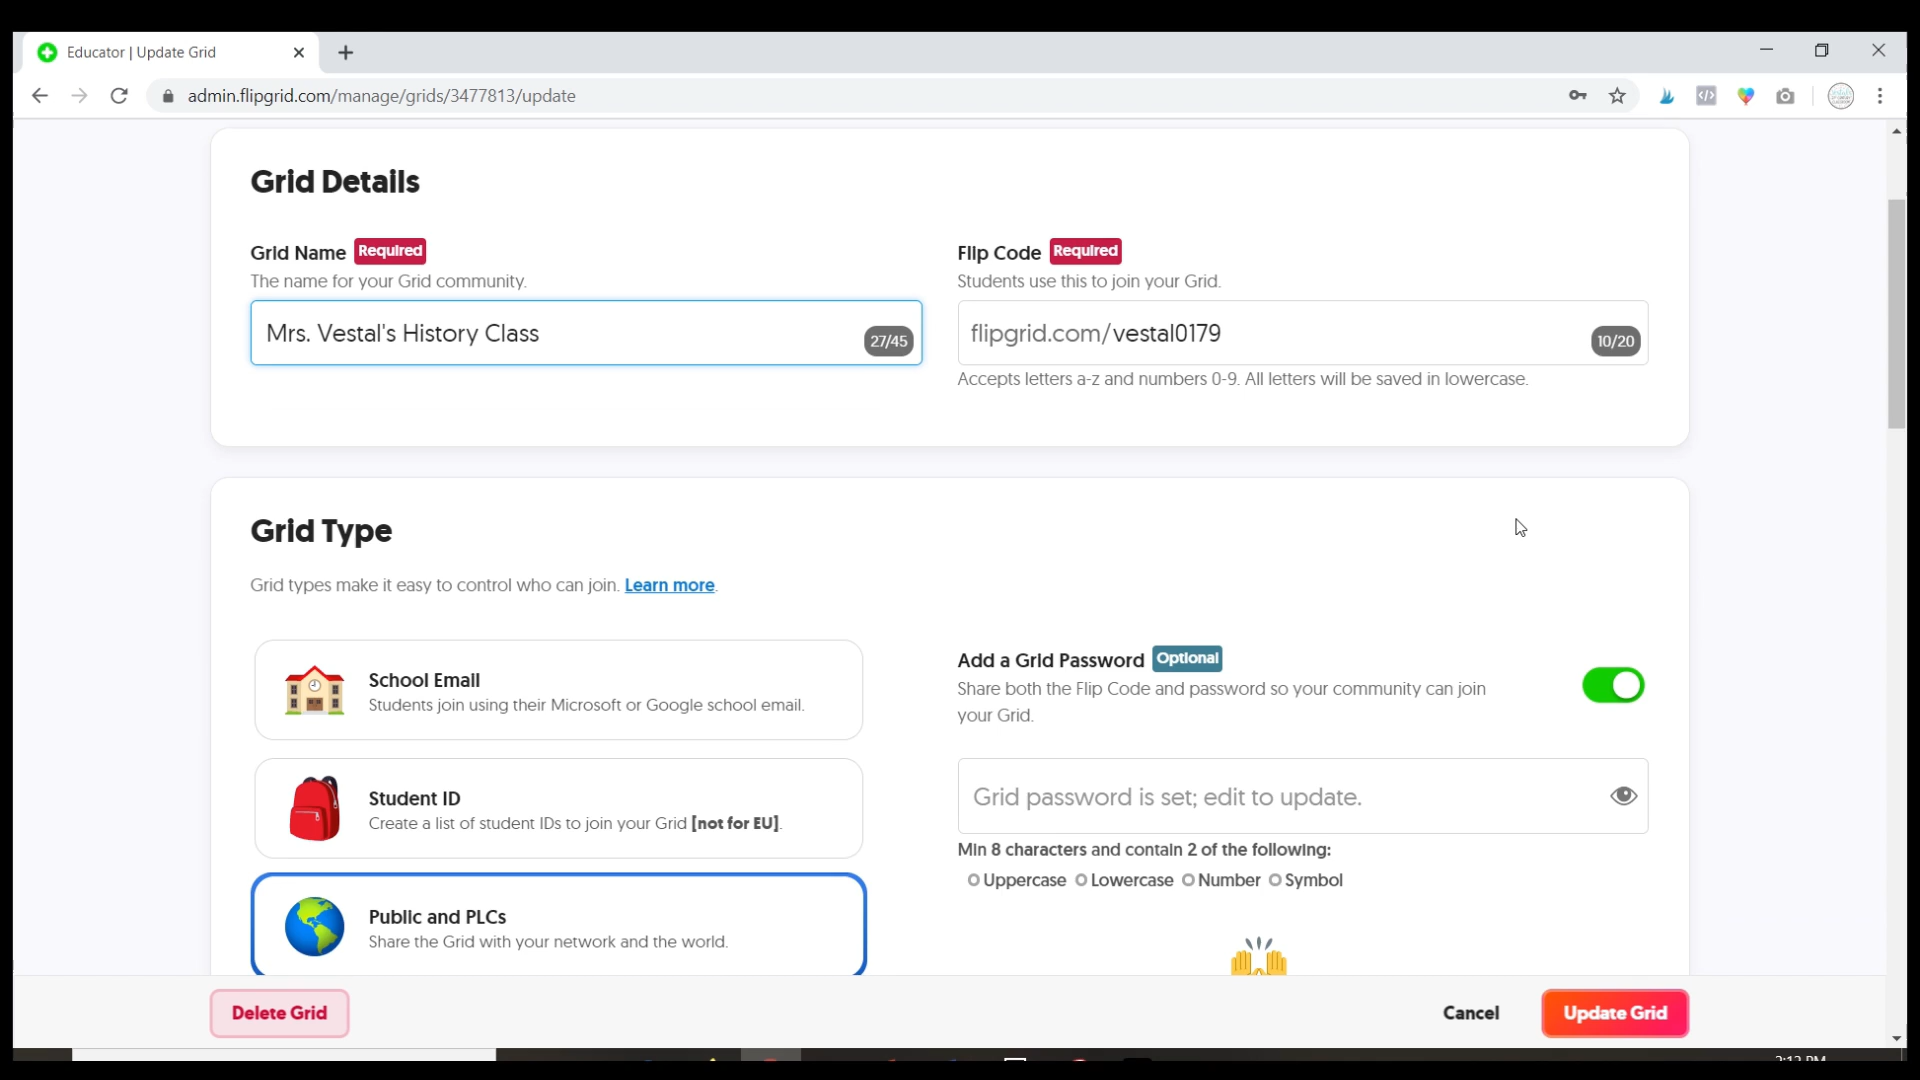 Educator | Update Grid
admin.flipgrid.com/manage/grids/3477813/update
Grid Details
Grid Name Required
The name for your Grid community.
Mrs. Vestal's History Class 27/45
Flip Code Required
Students use this to join your Grid.
flipgrid.com/vestal0179 10/20
Accepts letters a-z and numbers 0-9. All letters will be saved in lowercase.
Grid Type
Grid types make it easy to control who can join. Learn more.
School Email
Students join using their Microsoft or Google school email.
Student ID
Create a list of student IDs to join your Grid [not for EU].
Public and PLCs
Share the Grid with your network and the world.
Add a Grid Password Optional
Share both the Flip Code and password so your community can join
your Grid.
Grid password is set; edit to update.
Min 8 characters and contain 2 of the following:
Uppercase Lowercase Number Symbol
Delete Grid
Cancel
Update Grid